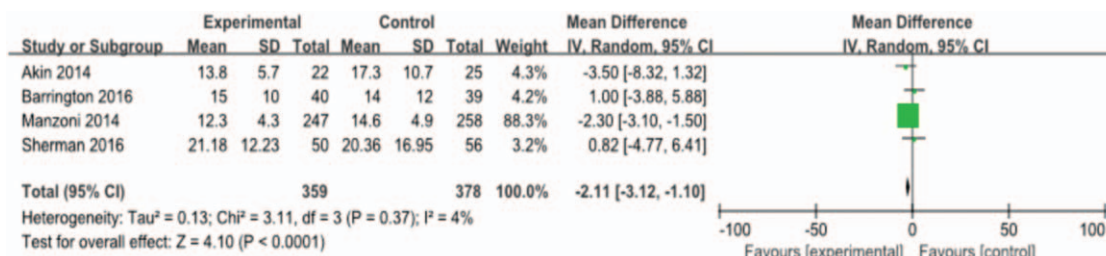 Experimental Control Mean Difference Mean Difference
Study or Subgroup Mean SD Total Mean SD Total Weight IV, Random, 95% CI IV, Random, 95% CI
Akin 2014 13.8 5.7 22 17.3 10.7 25 4.3% -3.50 [-8.32, 1.32]
Barrington 2016 15 10 40 14 12 39 4.2% 1.00 [-3.88, 5.88]
Manzoni 2014 12.3 4.3 247 14.6 4.9 258 88.3% -2.30 [-3.10, -1.50]
Sherman 2016 21.18 12.23 50 20.36 16.95 56 3.2% 0.82 [-4.77, 6.41]
Total (95% CI) 359 378 100.0% -2.11 [-3.12, -1.10]
Heterogeneity: Tau² = 0.13; Chi² = 3.11, df = 3 (P = 0.37); I² = 4%
Test for overall effect: Z = 4.10 (P < 0.0001)
-100 -50 0 50 100
Favours [experimental] Favours [control]